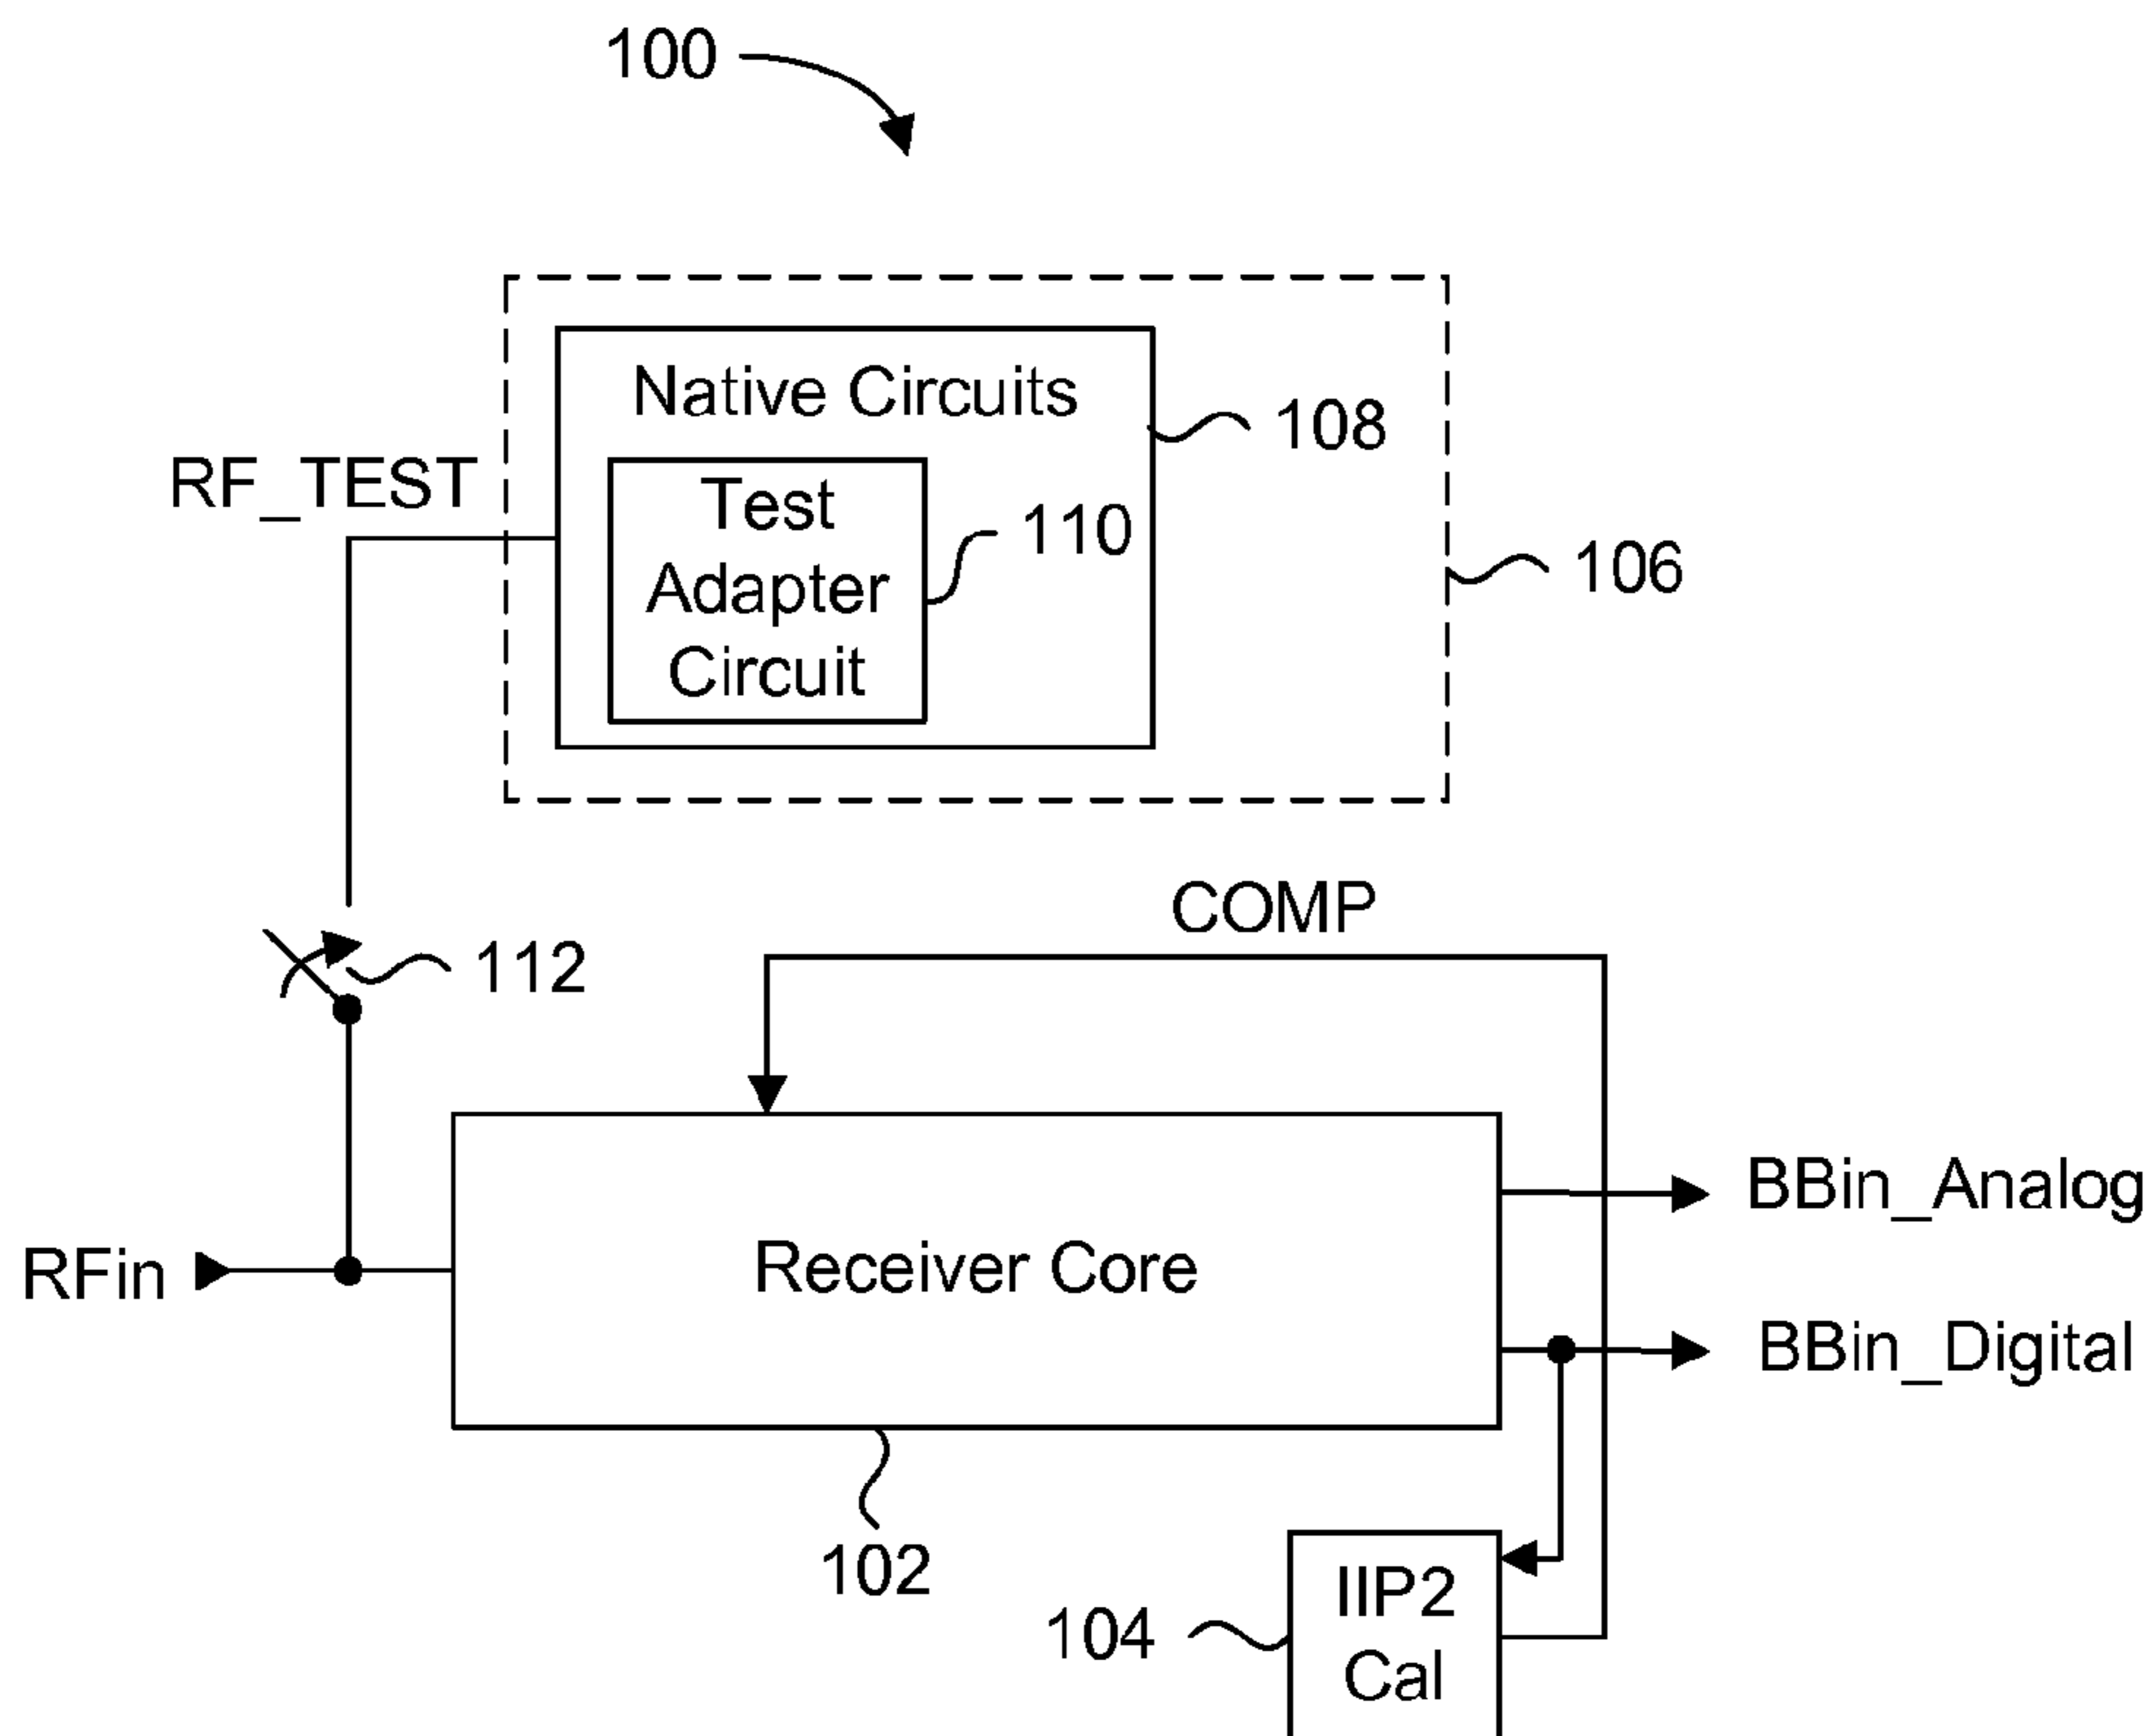 100
Native Circuits
108
RF_TEST
Test
Adapter
Circuit
110
106
COMP
112
BBin_Analog
RFin
Receiver Core
BBin_Digital
102
104
IIP2
Cal